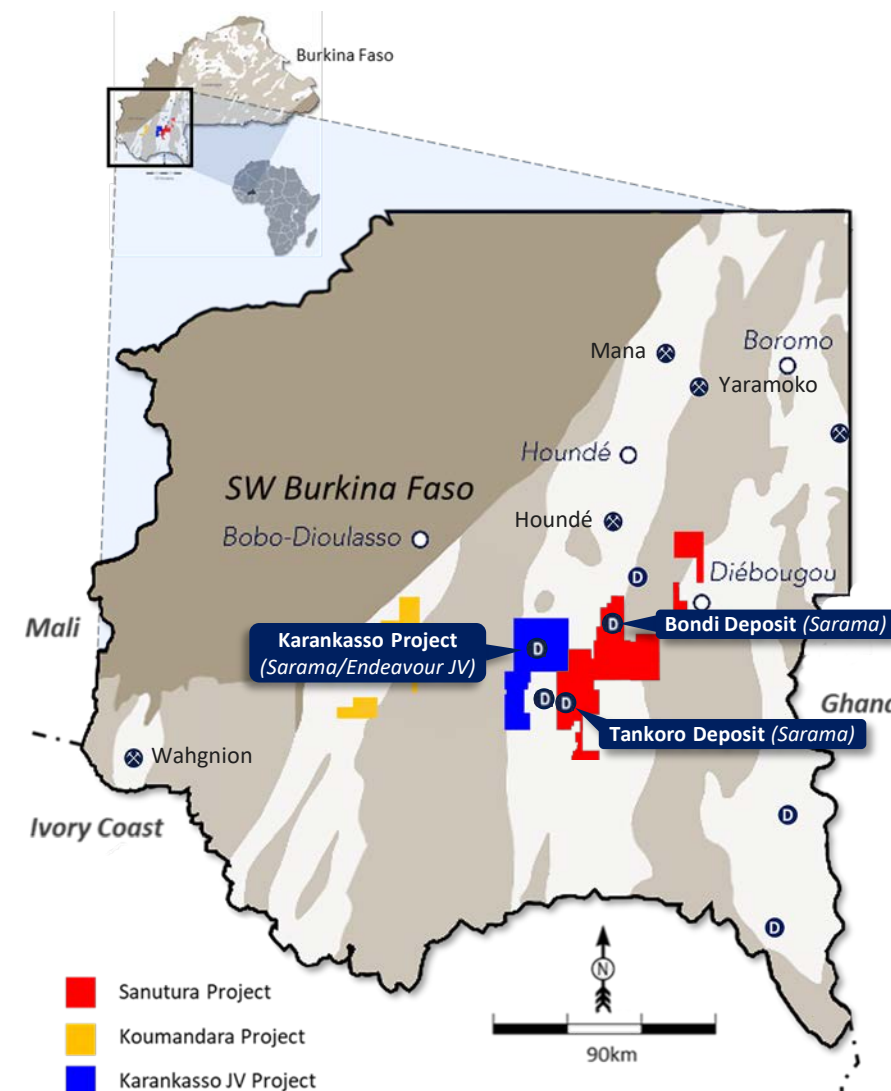 Burkina Faso
Mana
Boromo
Yaramoko
Houndé
SW Burkina Faso
Houndé
Bobo-Dioulasso
D
Diébougou
Mali
D
Bondi Deposit (Sarama)
Karankasso Project
(Sarama/Endeavour JV)
D
D
D
Ghana
Tankoro Deposit (Sarama)
Wahgnion
Ivory Coast
D
D
N
Sanutura Project
Koumandara Project
90km
Karankasso JV Project